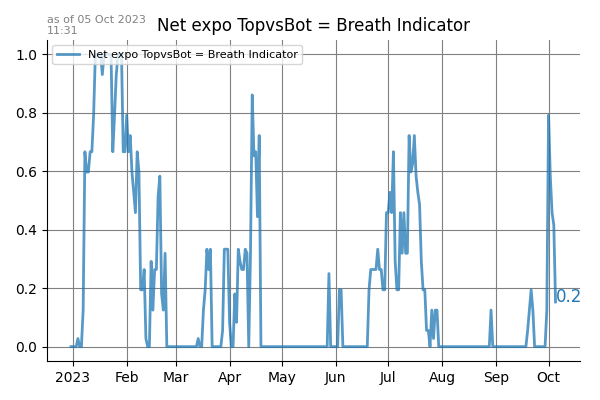 as of 05 Oct 2023
11:31
Net expo TopvsBot = Breath Indicator
Net expo TopvsBot = Breath Indicator
1.0
0.8
0.6
0.4
0.2
0.0
0.2
2023 Feb Mar Apr May Jun Jul Aug Sep Oct